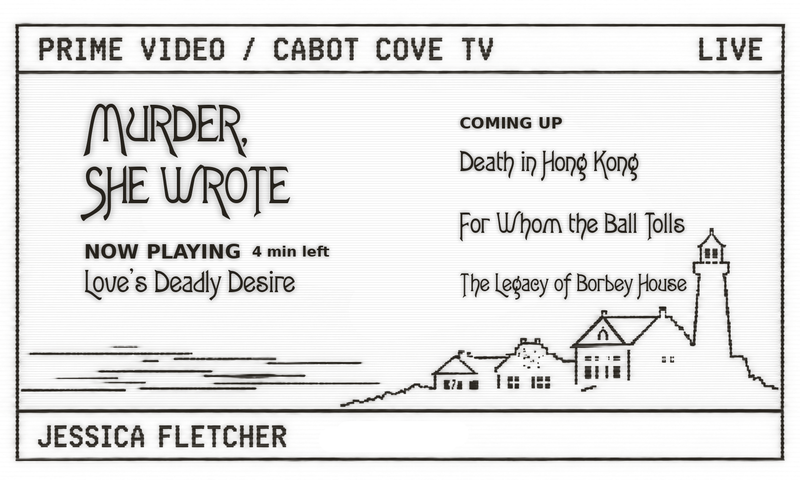 PRIME VIDEO / CABOT COVE TV
LIVE
MURDER,
SHE WROTE
NOW PLAYING 4 min left
Love's Deadly Desire
COMING UP
Death in Hong Kong
For Whom the Ball Tolls
The Legacy of Borbey House
JESSICA FLETCHER